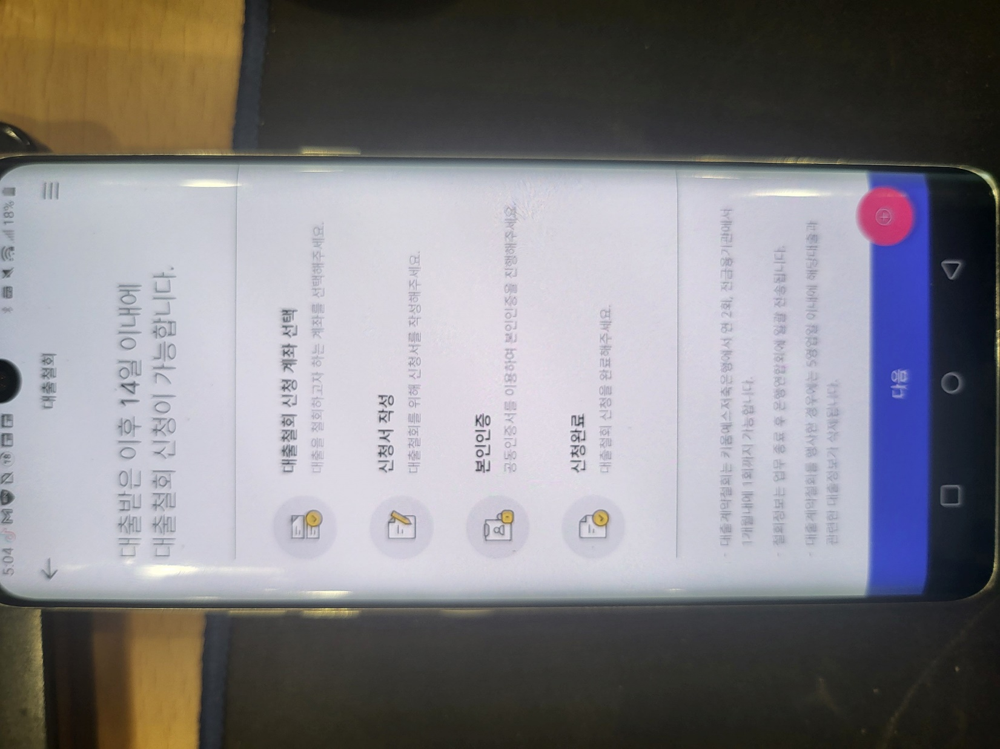 5:04 18 18%
대출철회
대출받은 이후 14일 이내에
대출철회 신청이 가능합니다.
대출철회 신청 계좌 선택
대출을 철회하고자 하는 계좌를 선택해주세요.
신청서 작성
대출철회를 위해 신청서를 작성해주세요.
본인인증
공동인증서를 이용하여 본인인증을 진행해주세요.
신청완료
대출철회 신청을 완료해주세요.
- 대출계약철회는 키움예스저축은행에서 연 2회, 전금융기관에서
1개월내에 1회까지 가능합니다.
- 철회정보는 업무 종료 후 은행연합회에 일괄 전송됩니다.
- 대출계약철회를 행사한 경우에는 5영업일 이내에 해당대출과
관련한 대출정보가 삭제됩니다.
다음